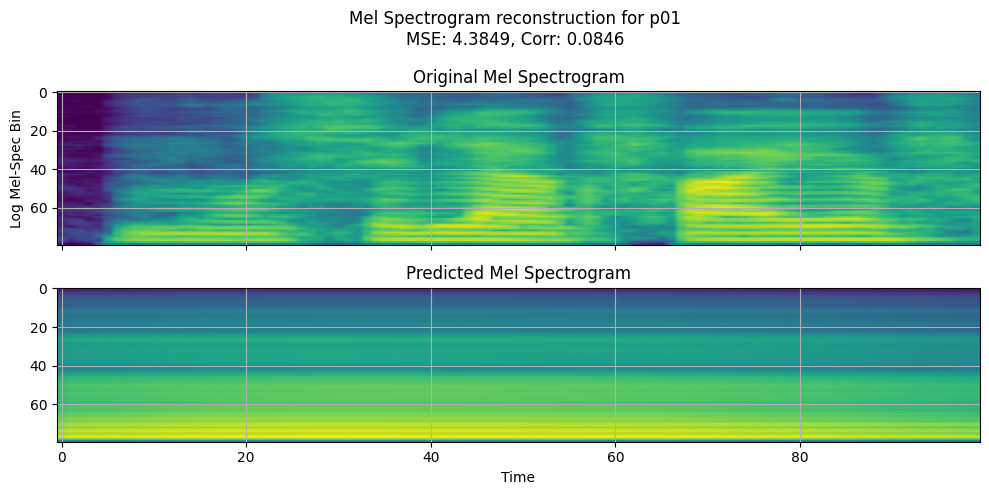 Mel Spectrogram reconstruction for p01
MSE: 4.3849, Corr: 0.0846
Original Mel Spectrogram
0
20
40
60
Log Mel-Spec Bin
Predicted Mel Spectrogram
0
20
40
60
0 20 40 60 80
Time